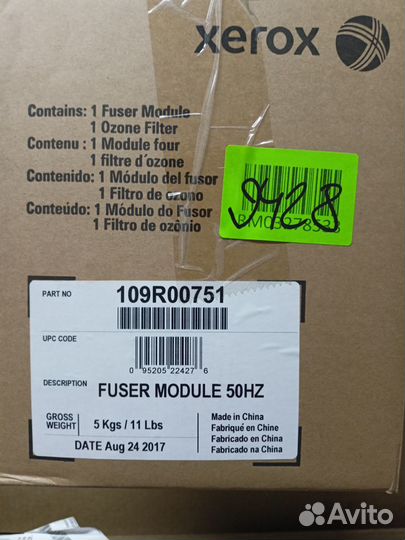 xerox
Contains: 1 Fuser Module
1 Ozone Filter
Contenu : 1 Module four
1 filtre d´ozone
Contenido: 1 Módulo del fusor
1 Filtro de ozono
Conteúdo: 1 Módulo do Fusor
1 Filtro de ozônio
9428
PART NO 109R00751
UPC CODE
0 95205 22427 6
DESCRIPTION FUSER MODULE 50HZ
GROSS WEIGHT 5 Kgs / 11 Lbs
DATE Aug 24 2017
Made in China
Fabriqué en Chine
Fabricado en China
Fabricado na China
Avito